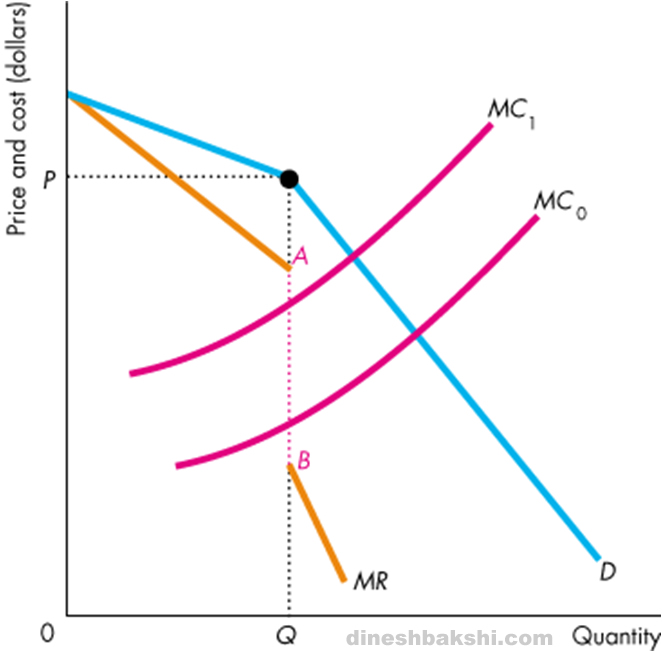 Price and cost (dollars)
MC1
MC0
P
A
B
MR
D
0
Q
dineshbakshi.com
Quantity